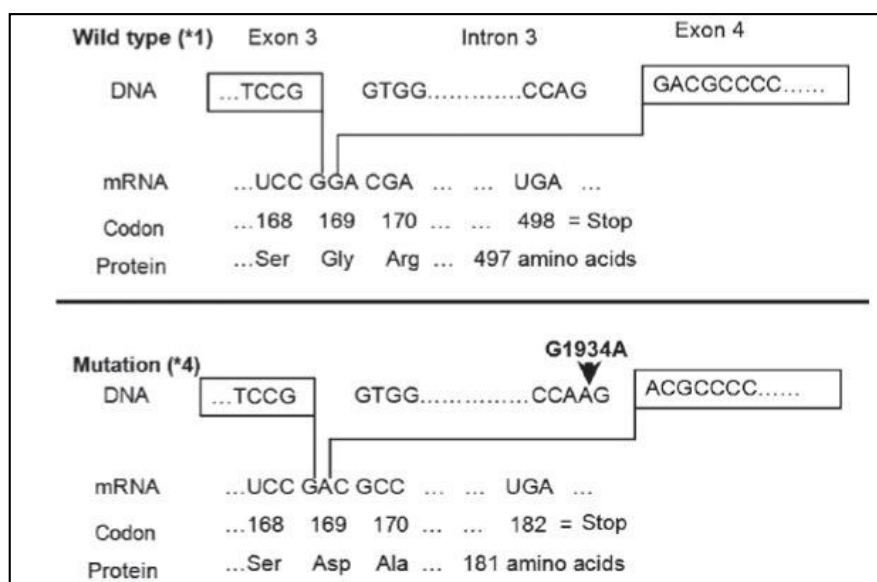 Wild type (*1) Exon 3 Intron 3 Exon 4
DNA ...TCCG GTGG.............CCAG GACGCCCC......
mRNA ...UCC GGA CGA ... ... UGA ...
Codon ...168 169 170 ... ... 498 = Stop
Protein ...Ser Gly Arg ... 497 amino acids
G1934A
Mutation (*4)
DNA ...TCCG GTGG...............CCAAG ACGCCCC......
mRNA ...UCC GAC GCC ... ... UGA ...
Codon ...168 169 170 ... ... 182 = Stop
Protein ...Ser Asp Ala ... 181 amino acids